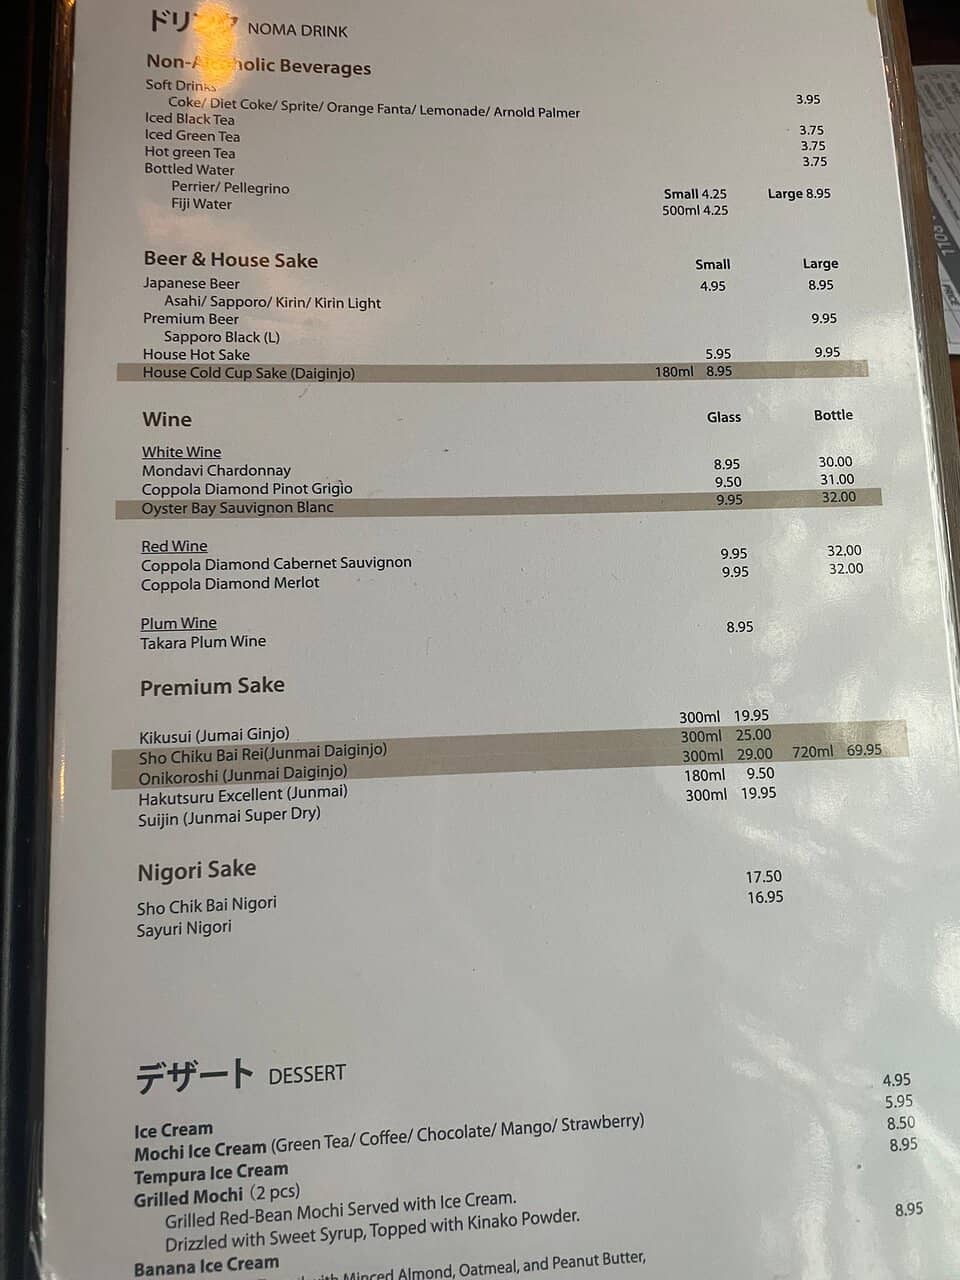 ドリンク NOMA DRINK
Non-Alcoholic Beverages
Soft Drinks
Coke/ Diet Coke/ Sprite/ Orange Fanta/ Lemonade/ Arnold Palmer 3.95
Iced Black Tea 3.75
Iced Green Tea 3.75
Hot green Tea 3.75
Bottled Water
Perrier/ Pellegrino Small 4.25 Large 8.95
Fiji Water 500ml 4.25
Beer & House Sake Small Large
Japanese Beer 4.95 8.95
Asahi/ Sapporo/ Kirin/ Kirin Light
Premium Beer 9.95
Sapporo Black (L)
House Hot Sake 5.95 9.95
House Cold Cup Sake (Daiginjo) 180ml 8.95
Wine Glass Bottle
White Wine
Mondavi Chardonnay 8.95 30.00
Coppola Diamond Pinot Grigio 9.50 31.00
Oyster Bay Sauvignon Blanc 9.95 32.00
Red Wine
Coppola Diamond Cabernet Sauvignon 9.95 32.00
Coppola Diamond Merlot 9.95 32.00
Plum Wine
Takara Plum Wine 8.95
Premium Sake
Kikusui (Jumai Ginjo) 300ml 19.95
Sho Chiku Bai Rei(Junmai Daiginjo) 300ml 25.00
Onikoroshi (Junmai Daiginjo) 300ml 29.00 720ml 69.95
Hakutsuru Excellent (Junmai) 180ml 9.50
Suijin (Junmai Super Dry) 300ml 19.95
Nigori Sake
Sho Chik Bai Nigori 17.50
Sayuri Nigori 16.95
デザート DESSERT
Ice Cream 4.95
Mochi Ice Cream (Green Tea/ Coffee/ Chocolate/ Mango/ Strawberry) 5.95
Tempura Ice Cream 8.50
Grilled Mochi (2 pcs) 8.95
Grilled Red-Bean Mochi Served with Ice Cream.
Drizzled with Sweet Syrup, Topped with Kinako Powder.
Banana Ice Cream 8.95
with Minced Almond, Oatmeal, and Peanut Butter,